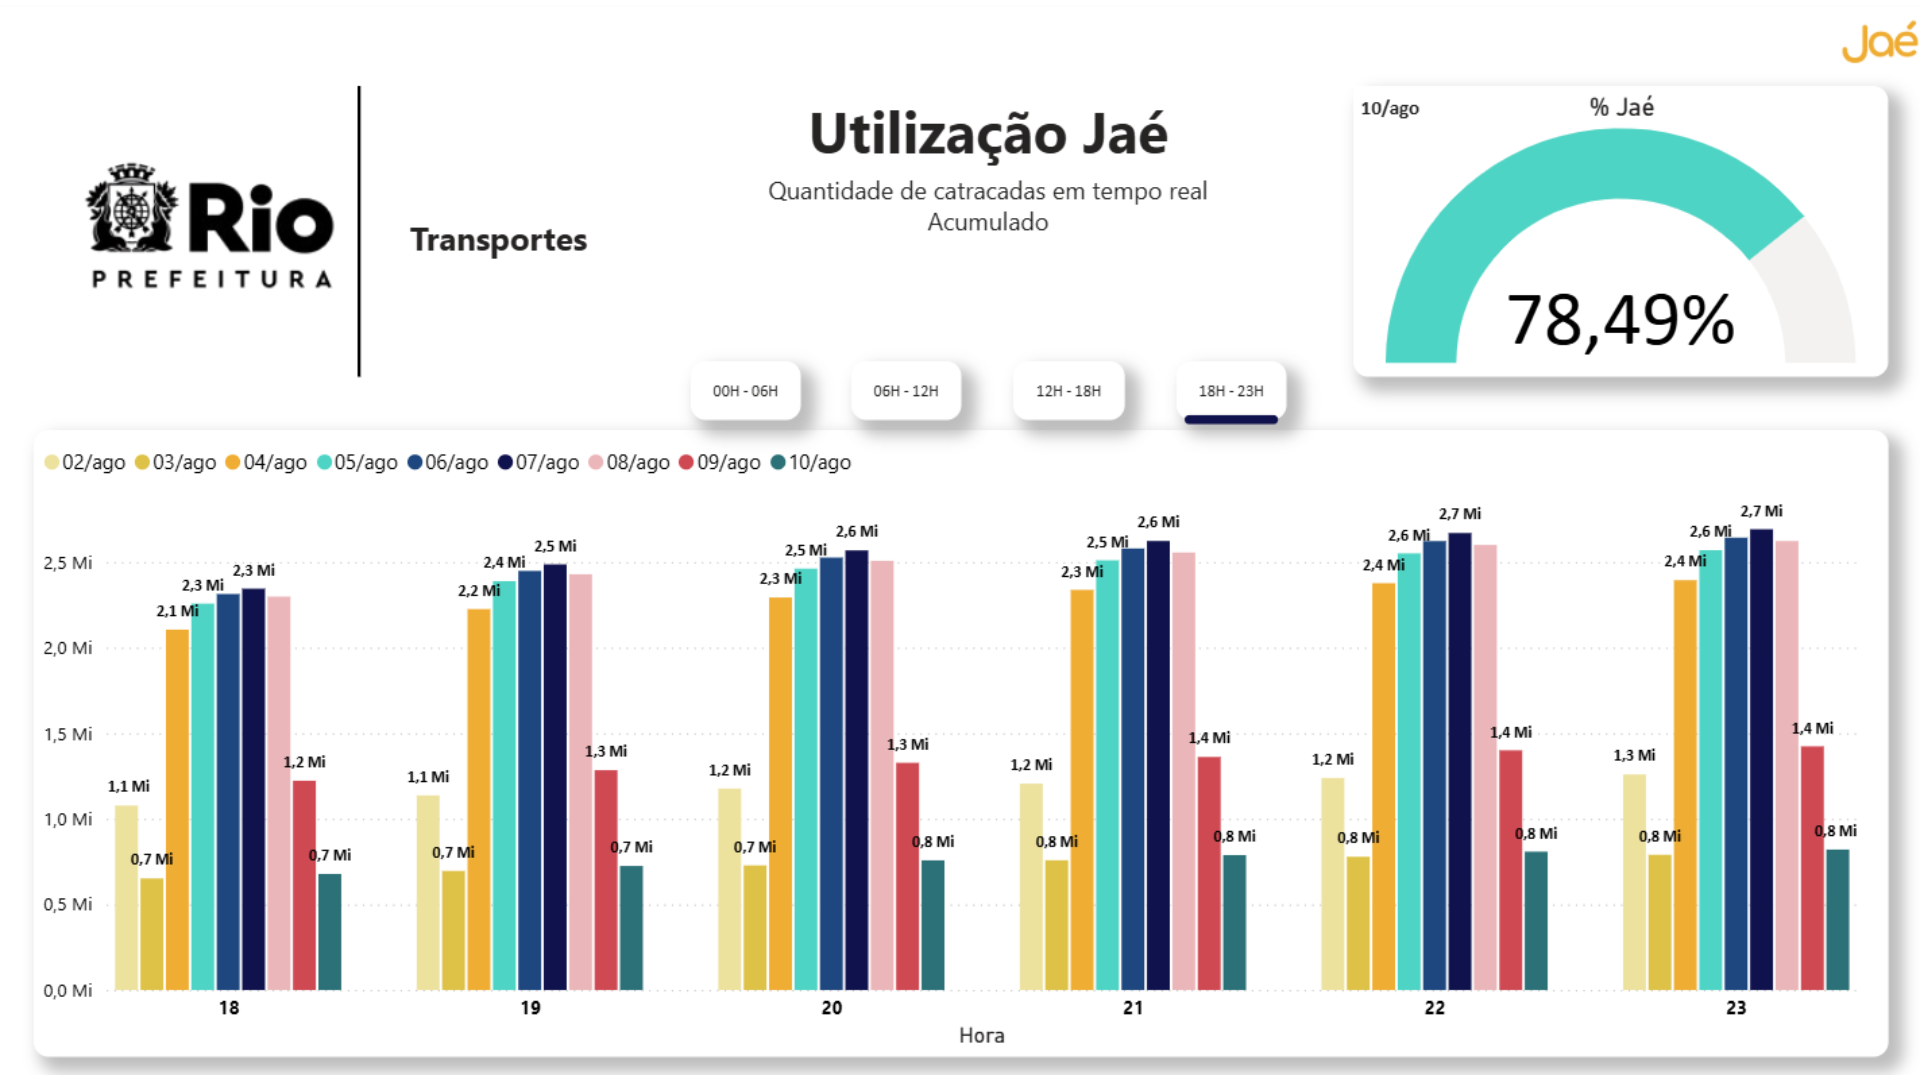 Jaé
10/ago
% Jaé
Utilização Jaé
Quantidade de catracadas em tempo real
Acumulado
Rio
PREFEITURA
Transportes
78,49%
00H - 06H
06H - 12H
12H - 18H
18H - 23H
02/ago 03/ago 04/ago 05/ago 06/ago 07/ago 08/ago 09/ago 10/ago
2,5 Mi
2,0 Mi
1,5 Mi
1,0 Mi
0,5 Mi
0,0 Mi
1,1 Mi
0,7 Mi
2,1 Mi
2,3 Mi
2,3 Mi
1,2 Mi
0,7 Mi
1,1 Mi
0,7 Mi
2,2 Mi
2,4 Mi
2,5 Mi
1,3 Mi
0,7 Mi
1,2 Mi
0,7 Mi
2,3 Mi
2,5 Mi
2,6 Mi
1,3 Mi
0,8 Mi
1,2 Mi
0,8 Mi
2,3 Mi
2,5 Mi
2,6 Mi
1,4 Mi
0,8 Mi
1,2 Mi
0,8 Mi
2,4 Mi
2,6 Mi
2,7 Mi
1,4 Mi
0,8 Mi
1,3 Mi
0,8 Mi
2,4 Mi
2,6 Mi
2,7 Mi
1,4 Mi
0,8 Mi
18
19
20
21
22
23
Hora